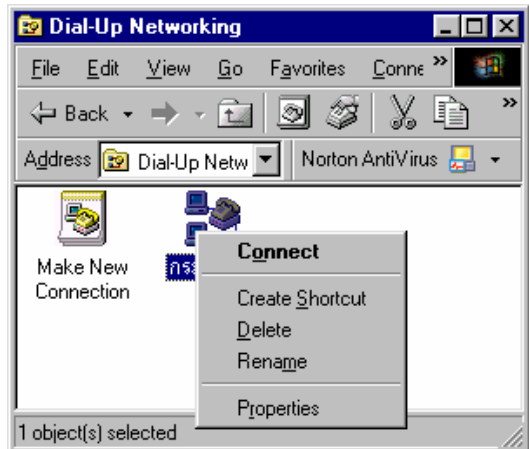 Dial-Up Networking
File Edit View Go Favorites Conne »
Back »
Address Dial-Up Netw Norton AntiVirus
Make New
Connection
Connect
Create Shortcut
Delete
Rename
Properties
1 object(s) selected